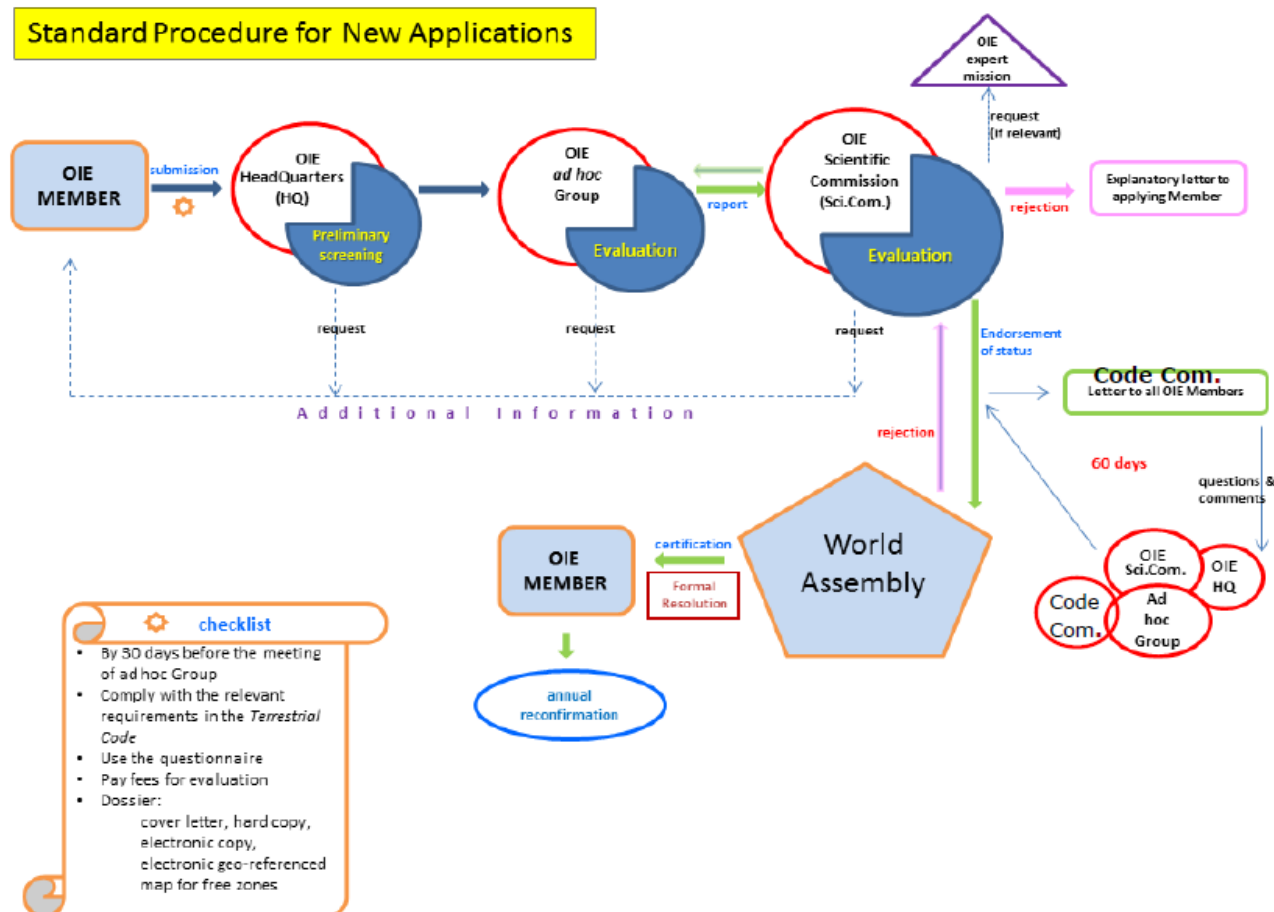 Standard Procedure for New Applications
OIE
expert
mission
request
(if relevant)
OIE
MEMBER
submission
OIE
HeadQuarters
(HQ)
Preliminary
screening
OIE
ad hoc
Group
Evaluation
report
OIE
Scientific
Commission
(Sci.Com.)
Evaluation
rejection
Explanatory letter to
applying Member
request
request
request
Additional Information
Endorsement
of status
Code Com.
Letter to all OIE Members
rejection
60 days
questions &
comments
World
Assembly
certification
Formal
Resolution
OIE
MEMBER
annual
reconfirmation
OIE
Sci.Com.
OIE
HQ
Code
Com.
Ad
hoc
Group
checklist
• By 30 days before the meeting
of ad hoc Group
• Comply with the relevant
requirements in the Terrestrial
Code
• Use the questionnaire
• Pay fees for evaluation
• Dossier:
cover letter, hard copy,
electronic copy,
electronic geo-referenced
map for free zones